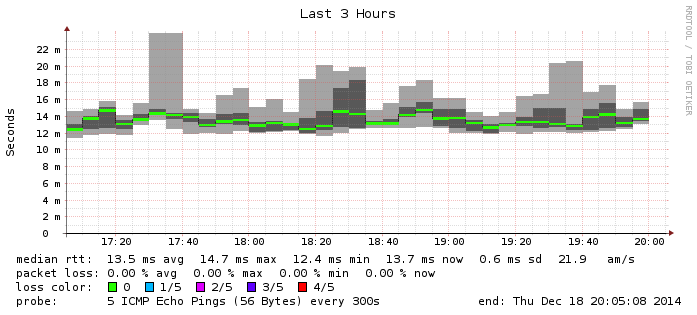 Last 3 Hours
RRDTOOL / TOBI OETIKER
Seconds
22 m
20 m
18 m
16 m
14 m
12 m
10 m
8 m
6 m
4 m
2 m
0
17:20 17:40 18:00 18:20 18:40 19:00 19:20 19:40 20:00
median rtt: 13.5 ms avg 14.7 ms max 12.4 ms min 13.7 ms now 0.6 ms sd 21.9 am/s
packet loss: 0.00 % avg 0.00 % max 0.00 % min 0.00 % now
loss color: 0 1/5 2/5 3/5 4/5
probe: 5 ICMP Echo Pings (56 Bytes) every 300s end: Thu Dec 18 20:05:08 2014